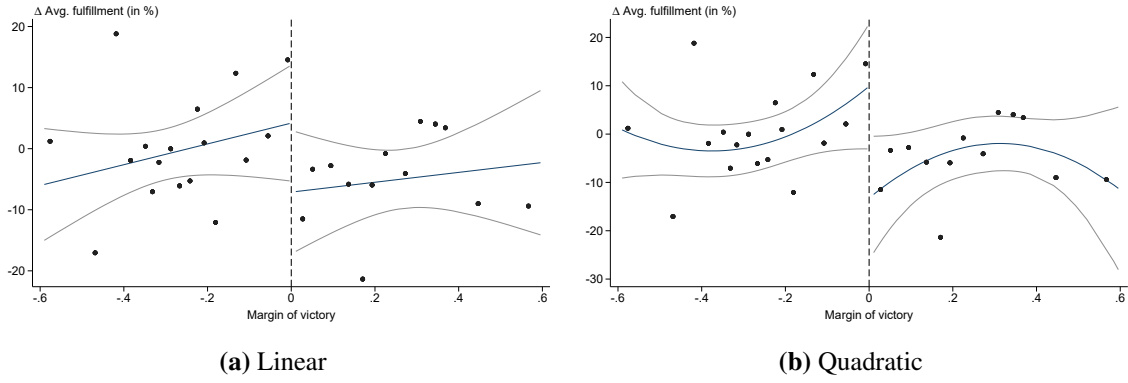 Δ Avg. fulfillment (in %)
20
10
0
-10
-20
-.6 -.4 -.2 0 .2 .4 .6
Margin of victory
(a) Linear
Δ Avg. fulfillment (in %)
20
10
0
-10
-20
-30
-.6 -.4 -.2 0 .2 .4 .6
Margin of victory
(b) Quadratic